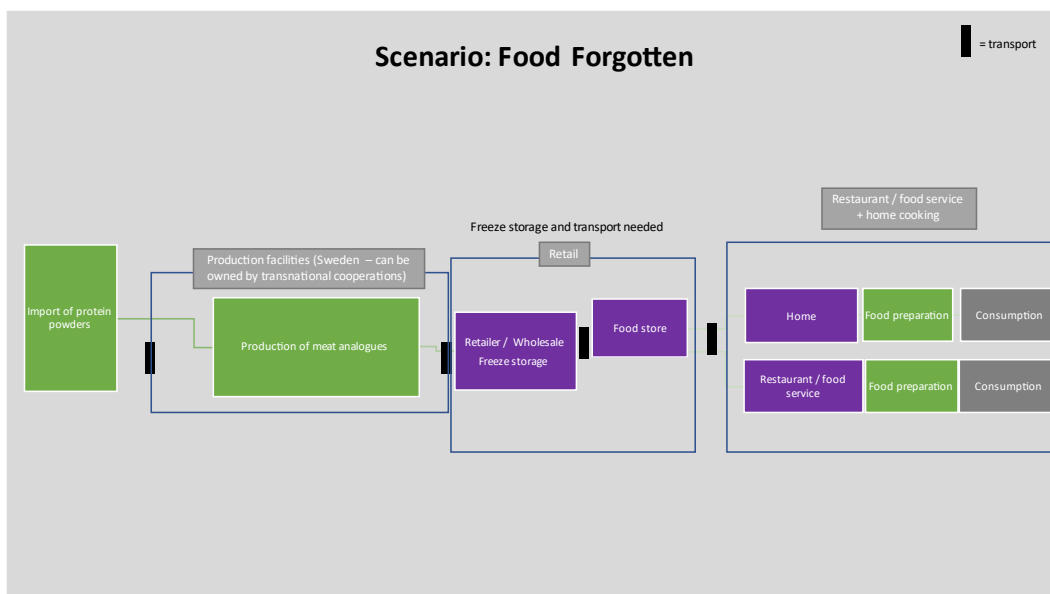 Scenario: Food Forgotten
= transport
Restaurant / food service
+ home cooking
Freeze storage and transport needed
Retail
Production facilities (Sweden – can be
owned by transnational cooperations)
Import of protein
powders
Production of meat analogues
Retailer / Wholesale
Freeze storage
Food store
Home
Food preparation
Consumption
Restaurant / food
service
Food preparation
Consumption